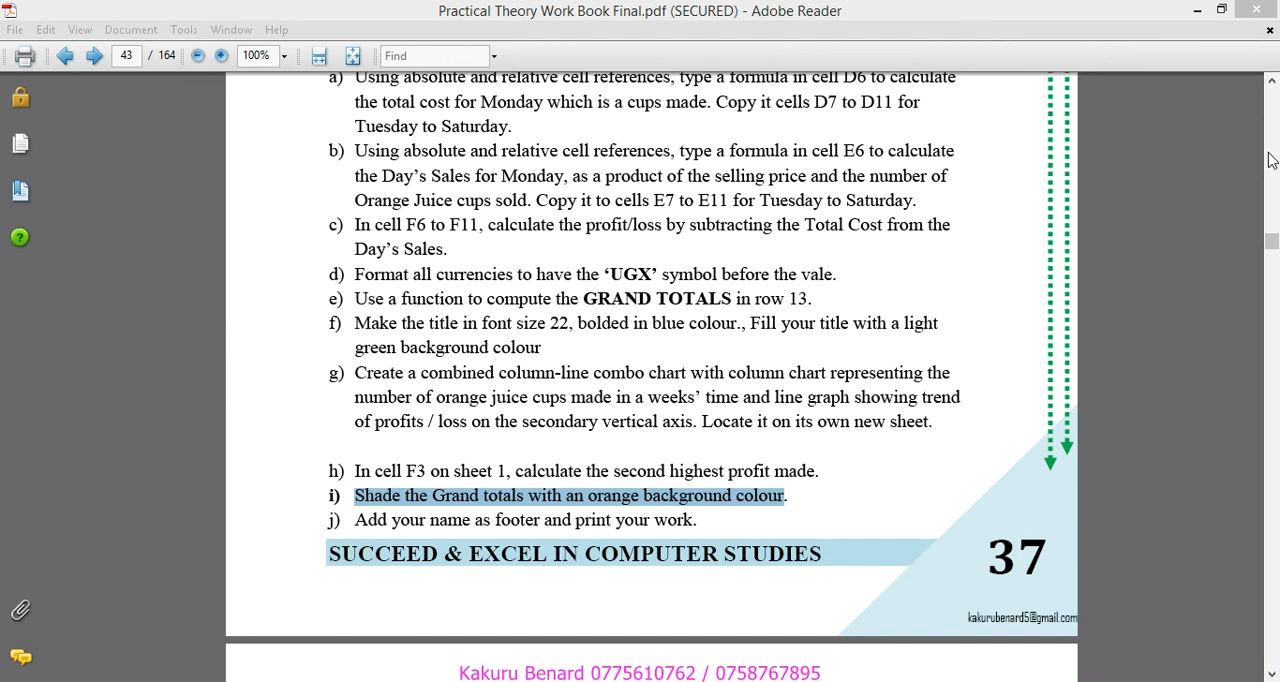 Practical Theory Work Book Final.pdf (SECURED) - Adobe Reader
File Edit View Document Tools Window Help
43 / 164 100% Find
a) Using absolute and relative cell references, type a formula in cell D6 to calculate
the total cost for Monday which is a cups made. Copy it cells D7 to D11 for
Tuesday to Saturday.
b) Using absolute and relative cell references, type a formula in cell E6 to calculate
the Day's Sales for Monday, as a product of the selling price and the number of
Orange Juice cups sold. Copy it to cells E7 to E11 for Tuesday to Saturday.
c) In cell F6 to F11, calculate the profit/loss by subtracting the Total Cost from the
Day's Sales.
d) Format all currencies to have the ‘UGX’ symbol before the vale.
e) Use a function to compute the GRAND TOTALS in row 13.
f) Make the title in font size 22, bolded in blue colour., Fill your title with a light
green background colour
g) Create a combined column-line combo chart with column chart representing the
number of orange juice cups made in a weeks’ time and line graph showing trend
of profits / loss on the secondary vertical axis. Locate it on its own new sheet.
h) In cell F3 on sheet 1, calculate the second highest profit made.
i) Shade the Grand totals with an orange background colour.
j) Add your name as footer and print your work.
SUCCEED & EXCEL IN COMPUTER STUDIES
37
kakurubenard5@gmail.com
Kakuru Benard 0775610762 / 0758767895